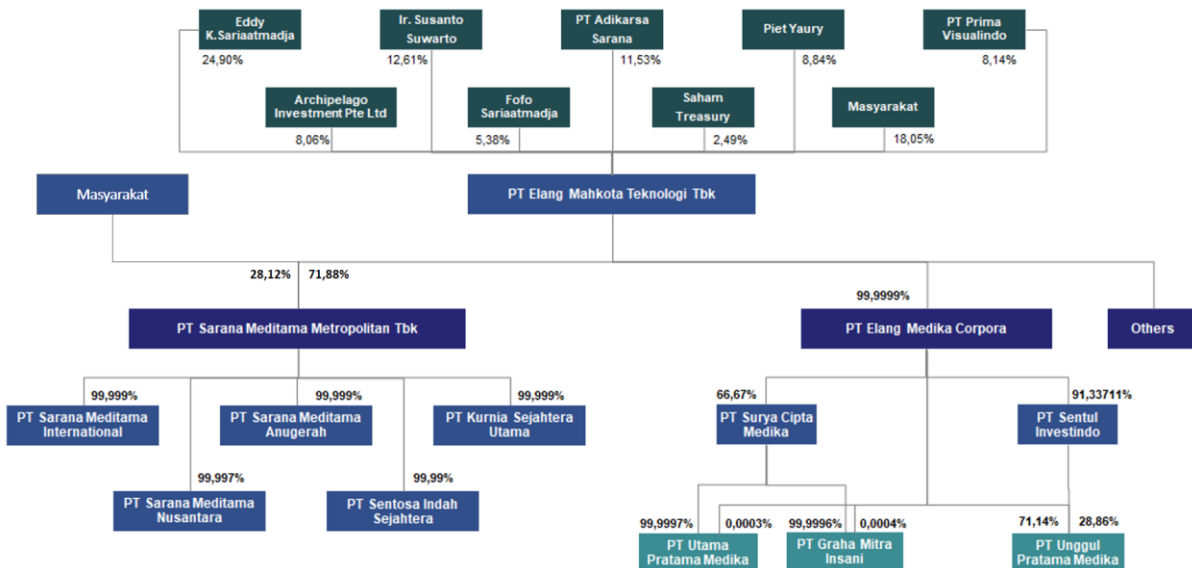 Eddy
K.Sariaatmadja
24,90%
Ir. Susanto
Suwarto
12,61%
PT Adikarsa
Sarana
11,53%
Piet Yaury
8,84%
PT Prima
Visualindo
8,14%
Archipelago
Investment Pte Ltd
8,06%
Fofo
Sariaatmadja
5,38%
Saham
Treasury
2,49%
Masyarakat
18,05%
Masyarakat
PT Elang Mahkota Teknologi Tbk
28,12% 71,88%
99,9999%
PT Sarana Meditama Metropolitan Tbk
PT Elang Medika Corpora
Others
99,999%
PT Sarana Meditama
International
99,999%
PT Sarana Meditama
Anugerah
99,999%
PT Kurnia Sejahtera
Utama
66,67%
PT Surya Cipta
Medika
91,33711%
PT Sentul
Investindo
99,997%
PT Sarana Meditama
Nusantara
99,99%
PT Sentosa Indah
Sejahtera
99,9997% 0,0003%
PT Utama
Pratama Medika
99,9996% 0,0004%
PT Graha Mitra
Insani
71,14% 28,86%
PT Unggul
Pratama Medika